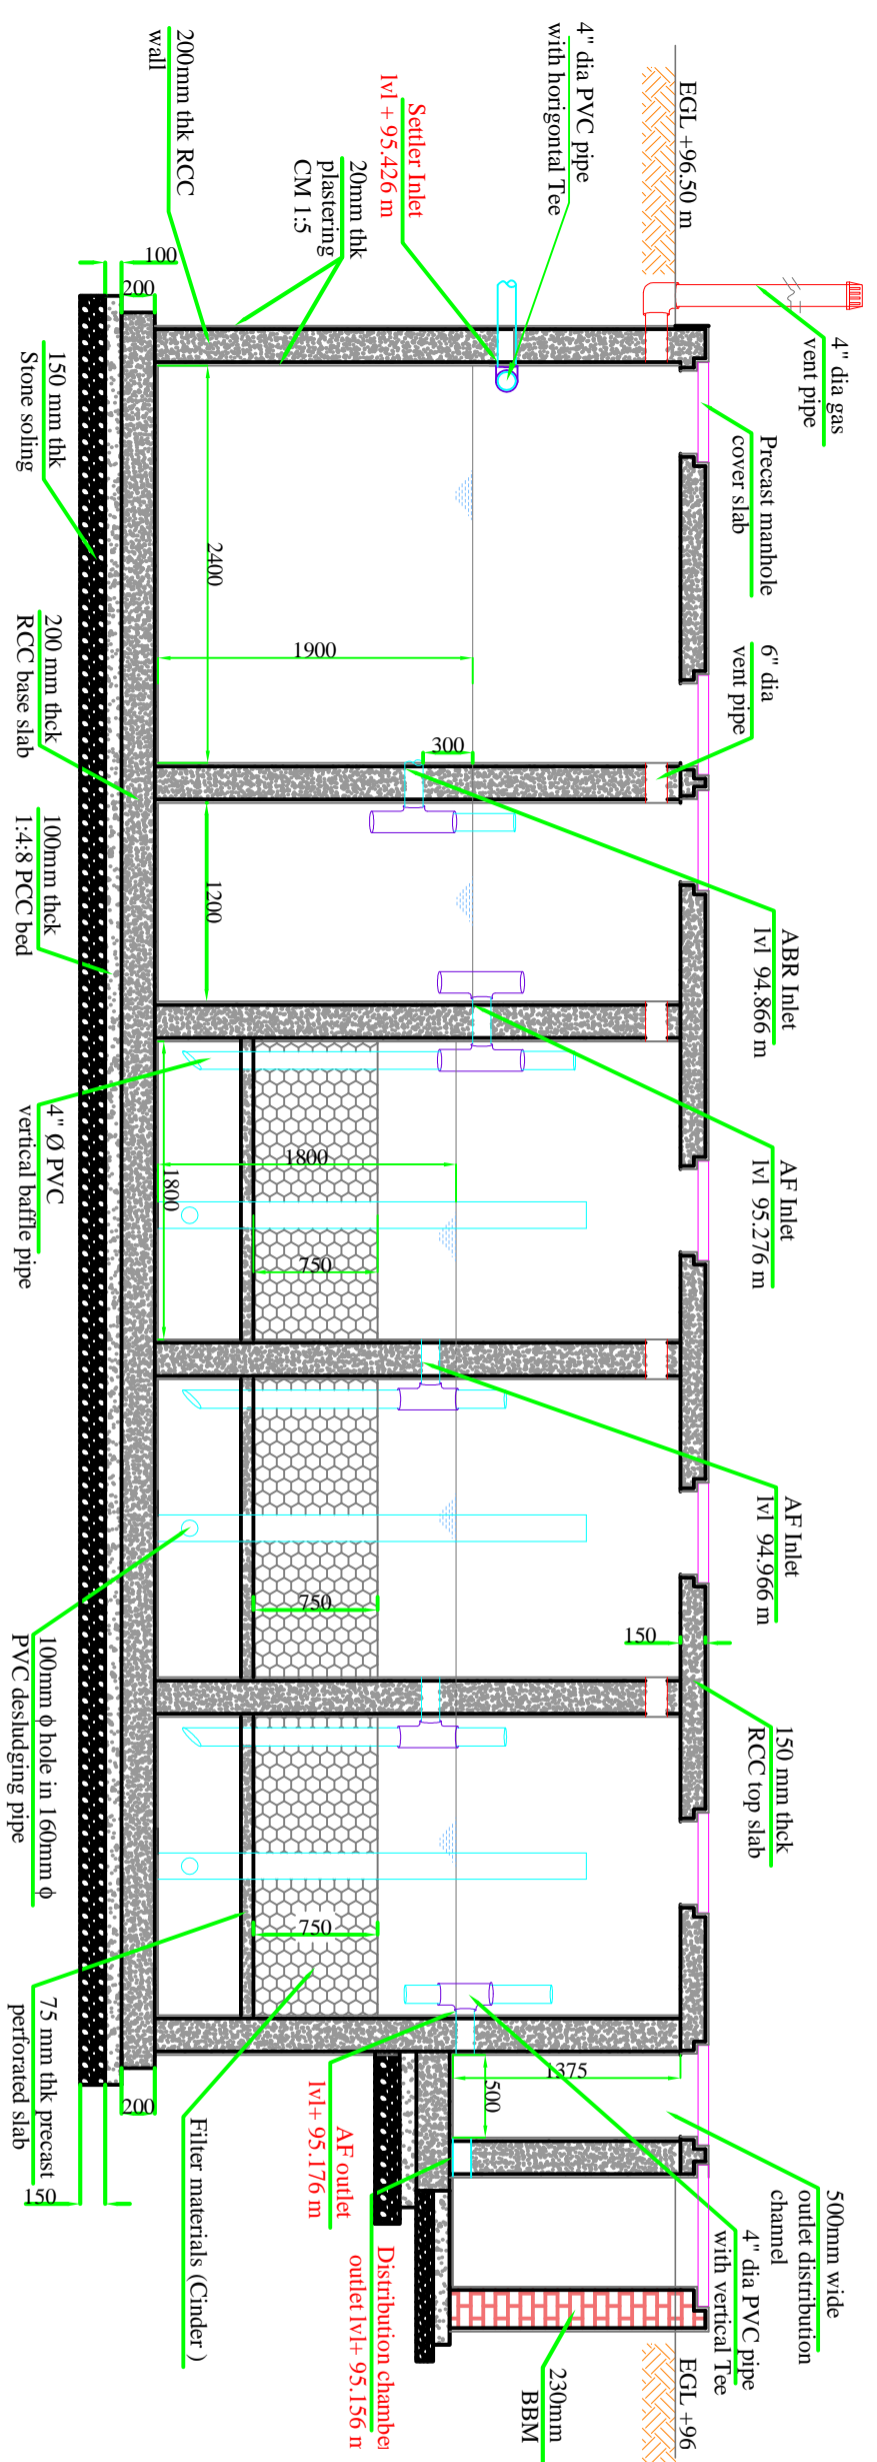 4" dia gas
vent pipe
Precast manhole
cover slab
6" dia
vent pipe
ABR Inlet
lvl 94.866 m
AF Inlet
lvl 95.276 m
AF Inlet
lvl 94.966 m
150 mm thck
RCC top slab
500mm wide
outlet distribution
channel
4" dia PVC pipe
with vertical Tee
EGL +96.50 m
EGL +96
4" dia PVC pipe
with horigontal Tee
Settler Inlet
lvl + 95.426 m
20mm thk
plastering
CM 1:5
200mm thk RCC
wall
100
200
2400
1900
300
1200
1800
1800
750
750
150
750
1375
500
200
150
150 mm thk
Stone soling
200 mm thck
RCC base slab
100mm thck
1:4:8 PCC bed
4" Ø PVC
vertical baffle pipe
100mm ϕ hole in 160mm ϕ
PVC desludging pipe
75 mm thk precast
perforated slab
Filter materials (Cinder )
AF outlet
lvl+ 95.176 m
Distribution chambe
outlet lvl+ 95.156
230mm
BBM